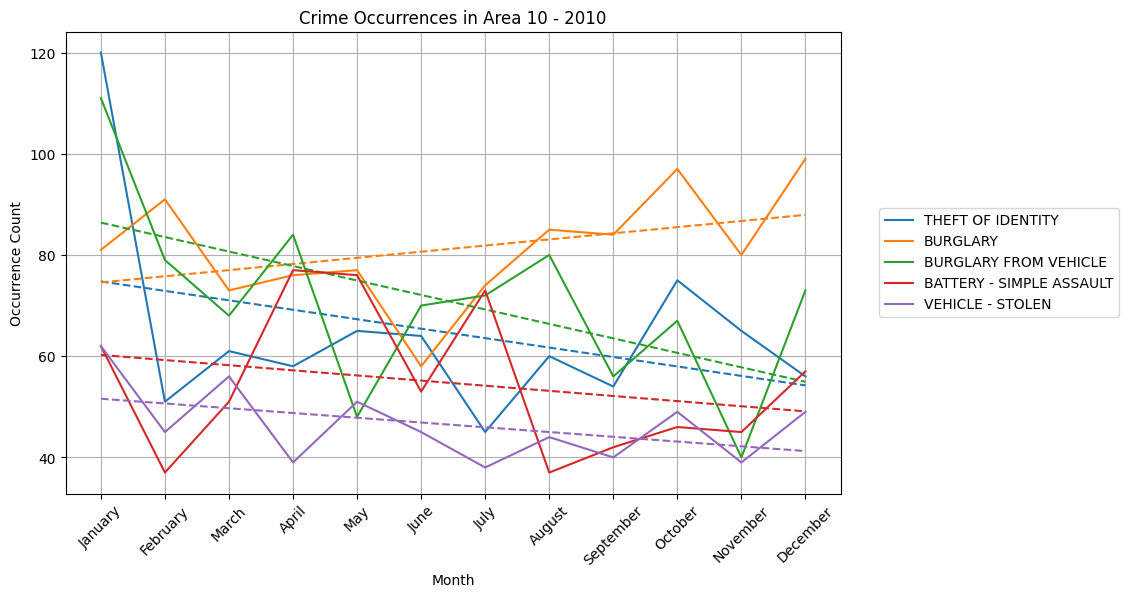 Crime Occurrences in Area 10 - 2010
Occurrence Count
120
100
80
60
40
January
February
March
April
May
June
July
August
September
October
November
December
Month
THEFT OF IDENTITY
BURGLARY
BURGLARY FROM VEHICLE
BATTERY - SIMPLE ASSAULT
VEHICLE - STOLEN